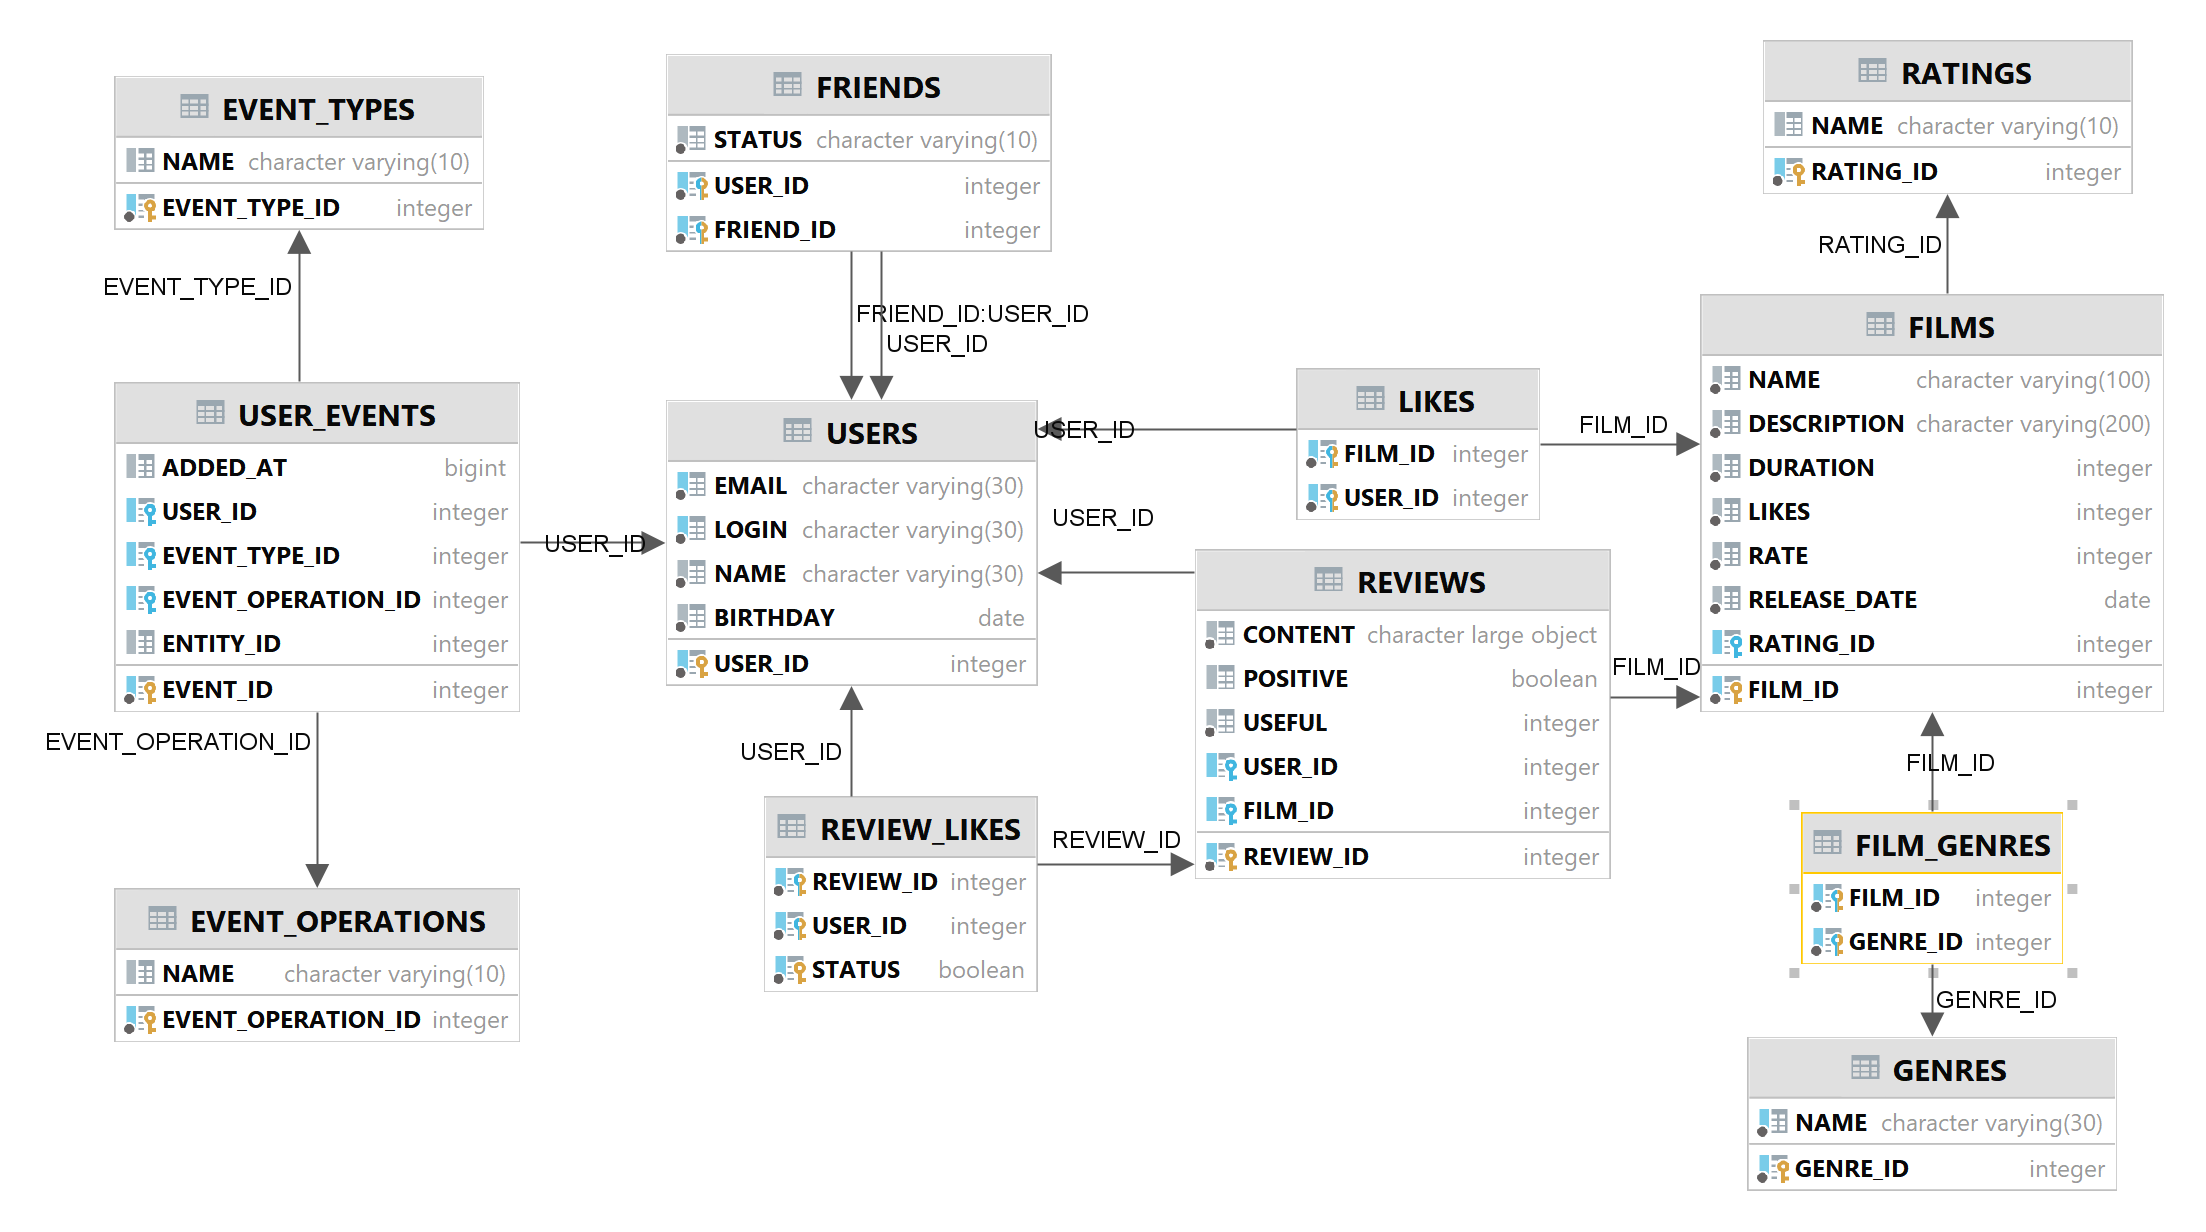 EVENT_TYPES
NAME character varying(10)
EVENT_TYPE_ID integer
EVENT_TYPE_ID
USER_EVENTS
ADDED_AT bigint
USER_ID integer
EVENT_TYPE_ID integer
EVENT_OPERATION_ID integer
ENTITY_ID integer
EVENT_ID integer
USER_ID
EVENT_OPERATION_ID
EVENT_OPERATIONS
NAME character varying(10)
EVENT_OPERATION_ID integer
FRIENDS
STATUS character varying(10)
USER_ID integer
FRIEND_ID integer
FRIEND_ID:USER_ID
USER_ID
USERS
EMAIL character varying(30)
LOGIN character varying(30)
NAME character varying(30)
BIRTHDAY date
USER_ID integer
USER_ID
REVIEW_LIKES
REVIEW_ID integer
USER_ID integer
STATUS boolean
REVIEW_ID
USER_ID
LIKES
FILM_ID integer
USER_ID integer
FILM_ID
USER_ID
REVIEWS
CONTENT character large object
POSITIVE boolean
USEFUL integer
USER_ID integer
FILM_ID integer
REVIEW_ID integer
FILM_ID
RATINGS
NAME character varying(10)
RATING_ID integer
RATING_ID
FILMS
NAME character varying(100)
DESCRIPTION character varying(200)
DURATION integer
LIKES integer
RATE integer
RELEASE_DATE date
RATING_ID integer
FILM_ID integer
FILM_ID
FILM_GENRES
FILM_ID integer
GENRE_ID integer
GENRE_ID
GENRES
NAME character varying(30)
GENRE_ID integer